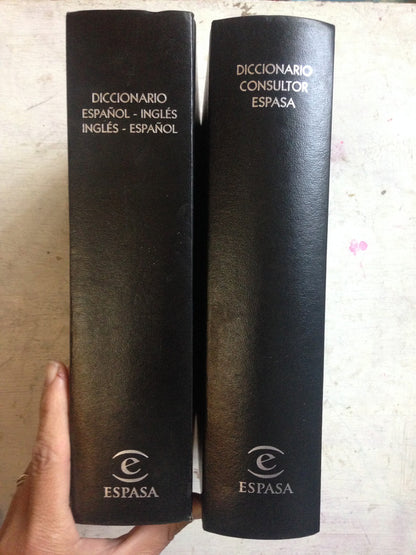 DICCIONARIO
ESPAÑOL - INGLÉS
INGLÉS - ESPAÑOL
e
ESPASA
DICCIONARIO
CONSULTOR
ESPASA
e
ESPASA